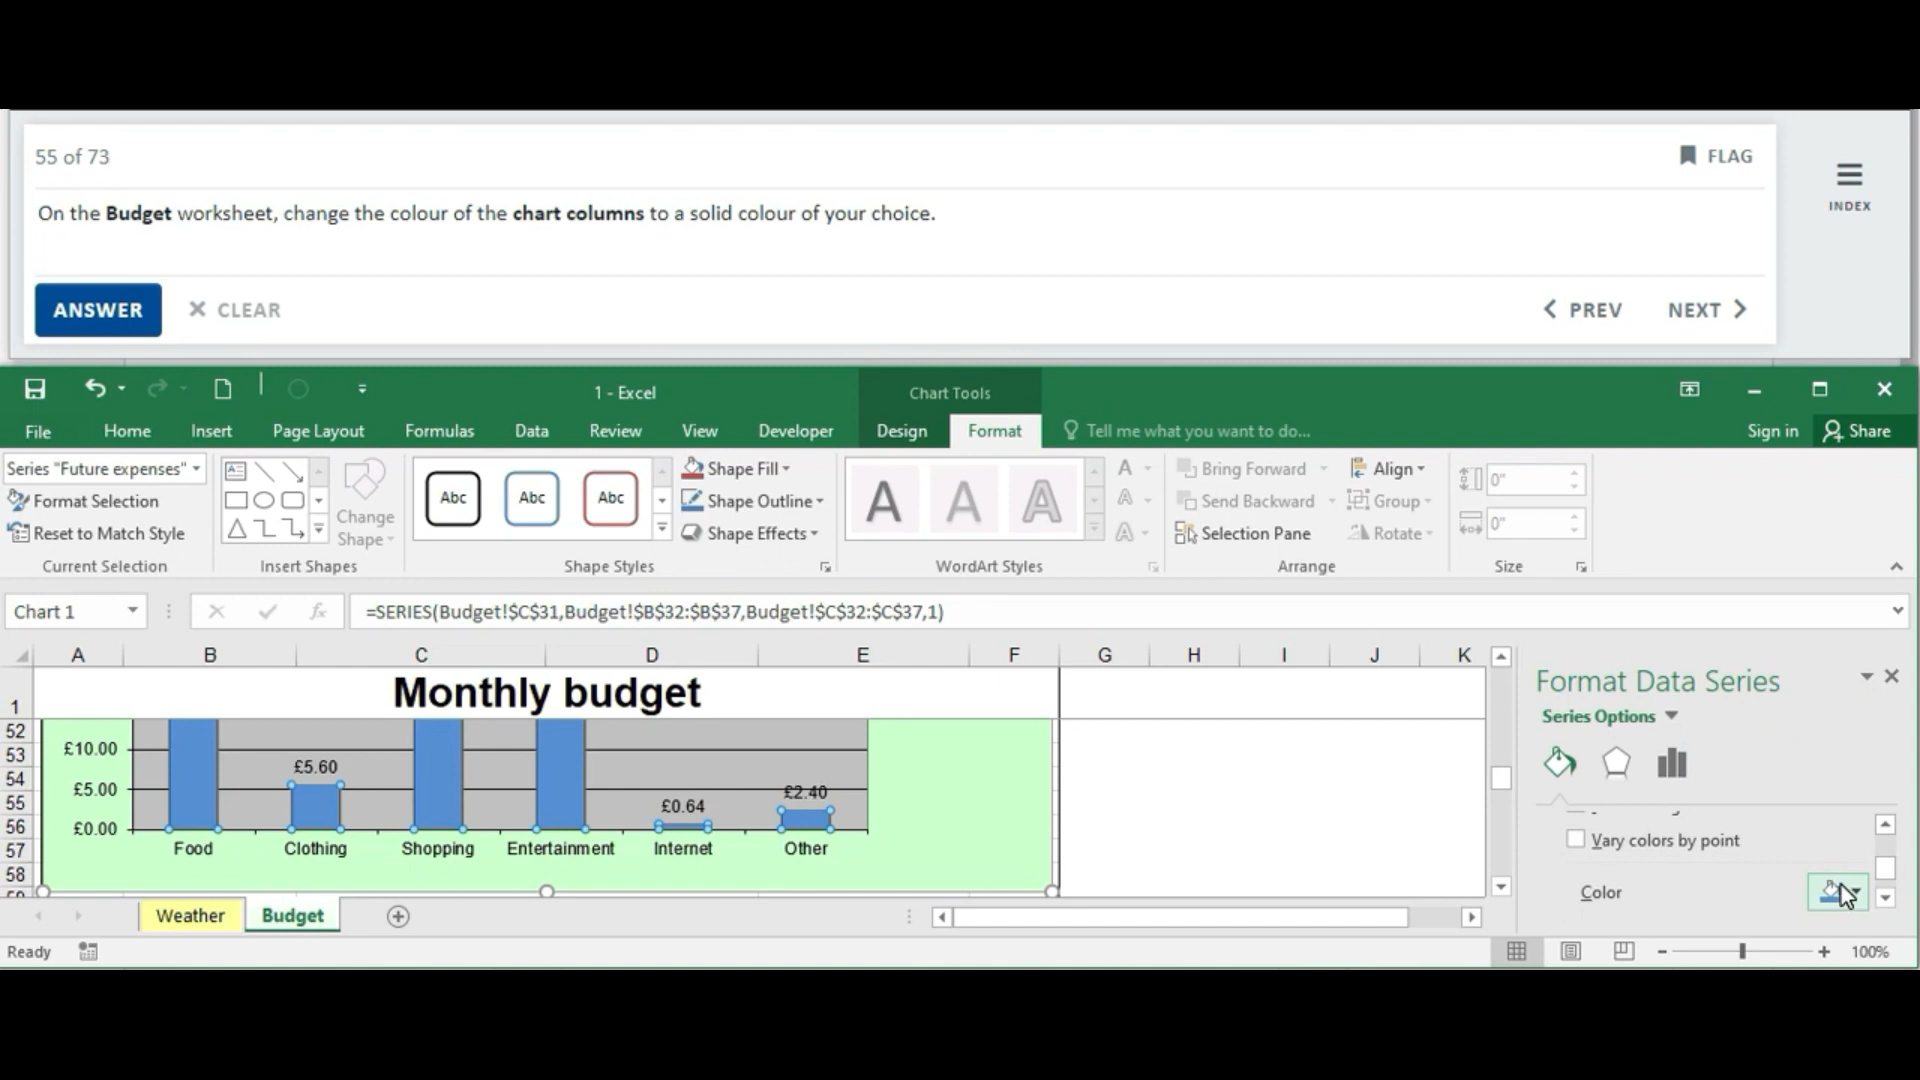 55 of 73
FLAG
INDEX
On the Budget worksheet, change the colour of the chart columns to a solid colour of your choice.
ANSWER
CLEAR
PREV
NEXT
1 - Excel
Chart Tools
File
Home
Insert
Page Layout
Formulas
Data
Review
View
Developer
Design
Format
Tell me what you want to do...
Sign in
Share
Series "Future expenses"
Format Selection
Reset to Match Style
Current Selection
Change
Shape
Insert Shapes
Abc
Abc
Abc
Shape Fill
Shape Outline
Shape Effects
Shape Styles
A
A
A
A
A
A
WordArt Styles
Bring Forward
Send Backward
Selection Pane
Align
Group
Rotate
Arrange
0"
0"
Size
Chart 1
fx
=SERIES(Budget!$C$31,Budget!$B$32:$B$37,Budget!$C$32:$C$37,1)
A B C D E F G H I J K
1
Monthly budget
52
53
54
55
56
57
58
£10.00
£5.00
£0.00
£5.60
£0.64
£2.40
Food
Clothing
Shopping
Entertainment
Internet
Other
Format Data Series
Series Options
Vary colors by point
Color
Weather
Budget
Ready
100%